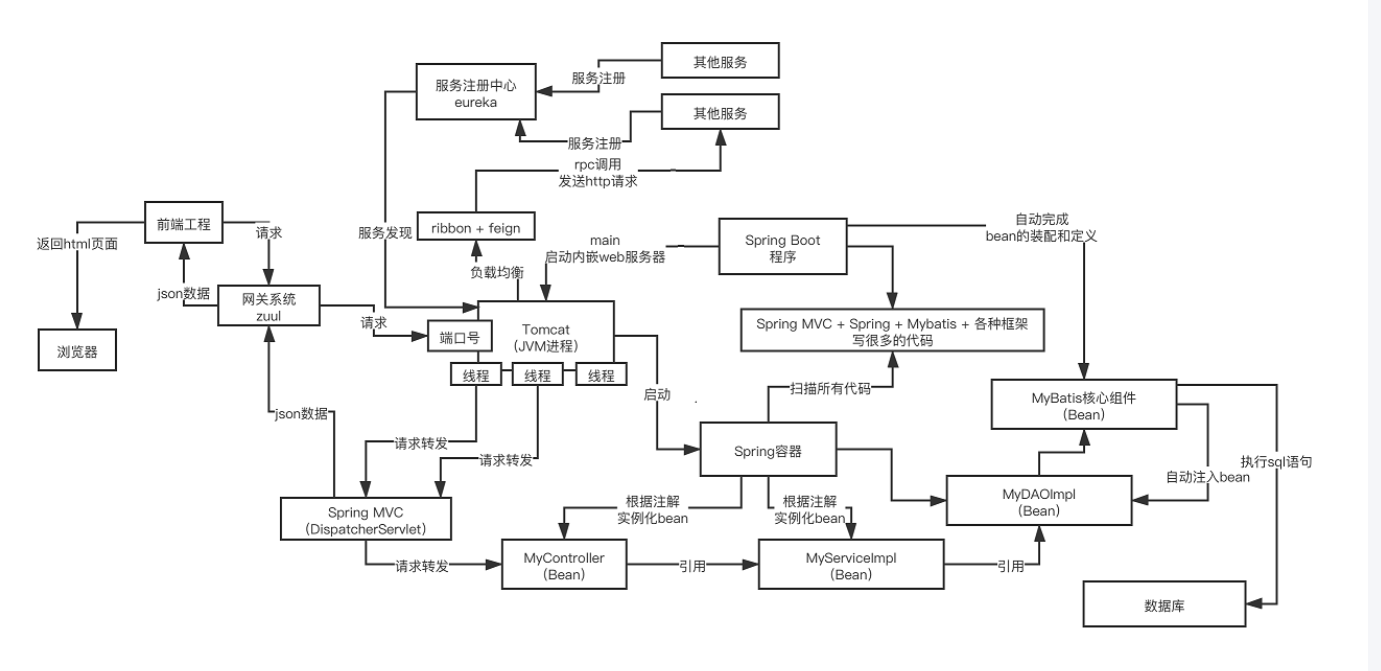 其他服务
服务注册
服务注册中心
eureka
其他服务
服务注册
rpc调用
发送http请求
前端工程
请求
返回html页面
服务发现
ribbon + feign
main
启动内嵌web服务器
Spring Boot
程序
自动完成
bean的装配和定义
负载均衡
json数据
网关系统
zuul
请求
端口号
Tomcat
（JVM进程）
Spring MVC + Spring + Mybatis + 各种框架
写很多的代码
浏览器
线程
线程
线程
启动
扫描所有代码
MyBatis核心组件
（Bean）
json数据
请求转发
请求转发
Spring容器
执行sql语句
自动注入bean
MyDAOImpl
（Bean）
根据注解
实例化bean
根据注解
实例化bean
Spring MVC
（DispatcherServlet）
请求转发
MyController
（Bean）
引用
MyServiceImpl
（Bean）
引用
数据库